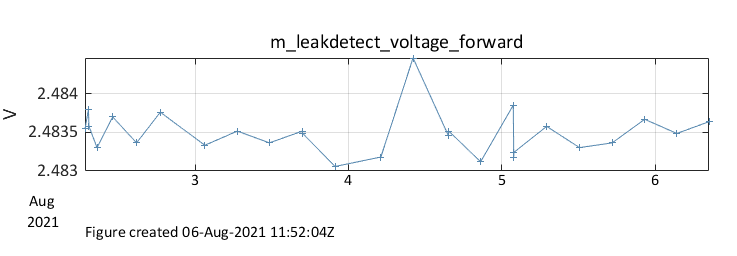 m_leakdetect_voltage_forward
V
2.484
2.4835
2.483
3 4 5 6
Aug
2021
Figure created 06-Aug-2021 11:52:04Z